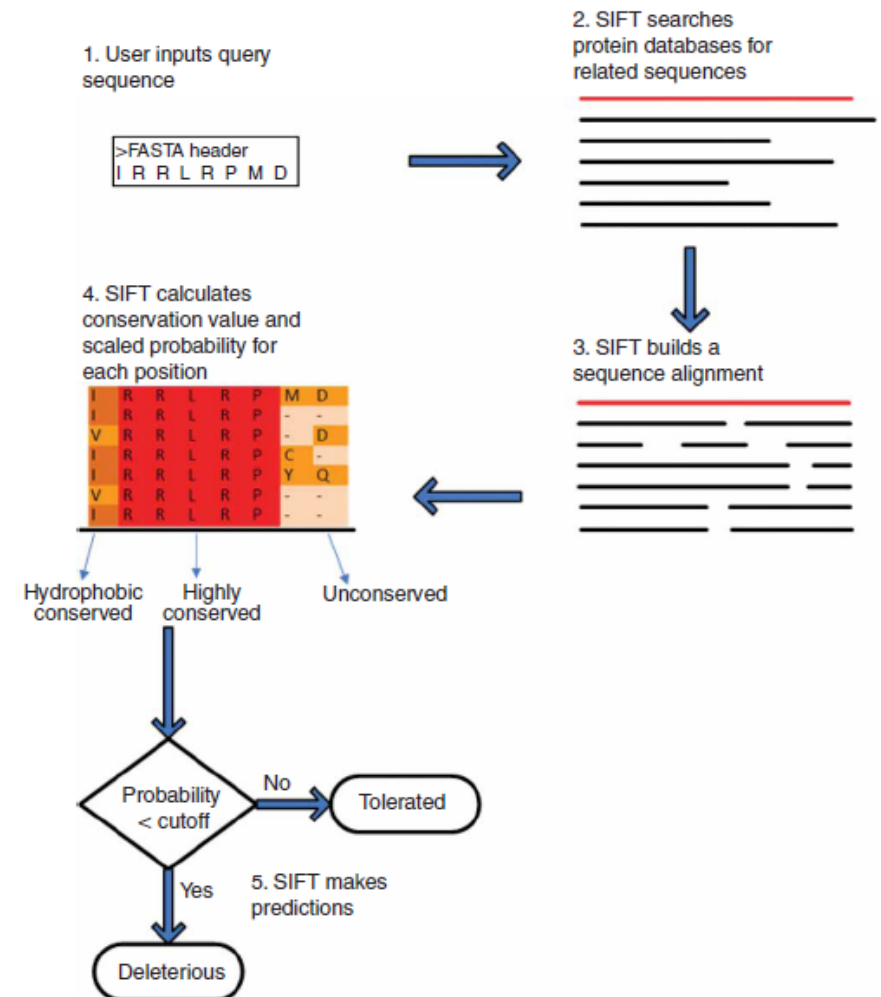 1. User inputs query
sequence
>FASTA header
I R R L R P M D
2. SIFT searches
protein databases for
related sequences
3. SIFT builds a
sequence alignment
4. SIFT calculates
conservation value and
scaled probability for
each position
I R R L R P M D
I R R L R P - -
V R R L R P - D
I R R L R P C -
I R R L R P Y Q
V R R L R P - -
I R R L R P - -
Hydrophobic
conserved
Highly
conserved
Unconserved
Probability
< cutoff
No
Tolerated
Yes
5. SIFT makes
predictions
Deleterious